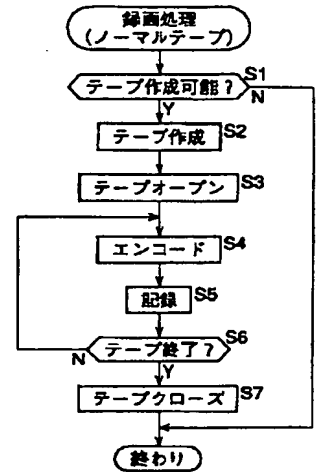 録画処理
(ノーマルテープ)
テープ作成可能?
S1
N
Y
テープ作成
S2
テープオープン
S3
エンコード
S4
記録
S5
テープ終了?
S6
N
Y
テープクローズ
S7
終わり